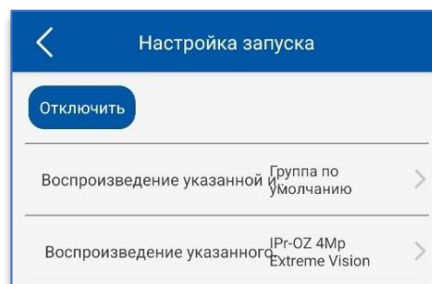 Настройка запуска
Отключить
Воспроизведение указанной и... Группа по
умолчанию
Воспроизведение указанного IPr-OZ 4Mp
Extreme Vision